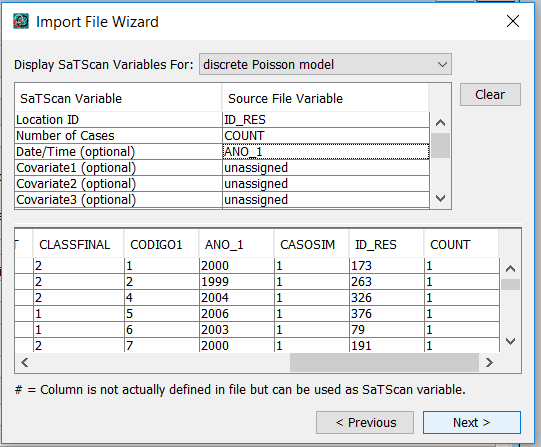 Import File Wizard
Display SaTScan Variables For: discrete Poisson model
SaTScan Variable Source File Variable Clear
Location ID ID_RES
Number of Cases COUNT
Date/Time (optional) ANO_1
Covariate1 (optional) unassigned
Covariate2 (optional) unassigned
Covariate3 (optional) unassigned
CLASSFINAL CODIGO1 ANO_1 CASOSIM ID_RES COUNT
2 1 2000 1 173 1
2 2 1999 1 263 1
2 4 2004 1 326 1
1 5 2006 1 376 1
1 6 2003 1 79 1
2 7 2000 1 191 1
# = Column is not actually defined in file but can be used as SaTScan variable.
< Previous Next >